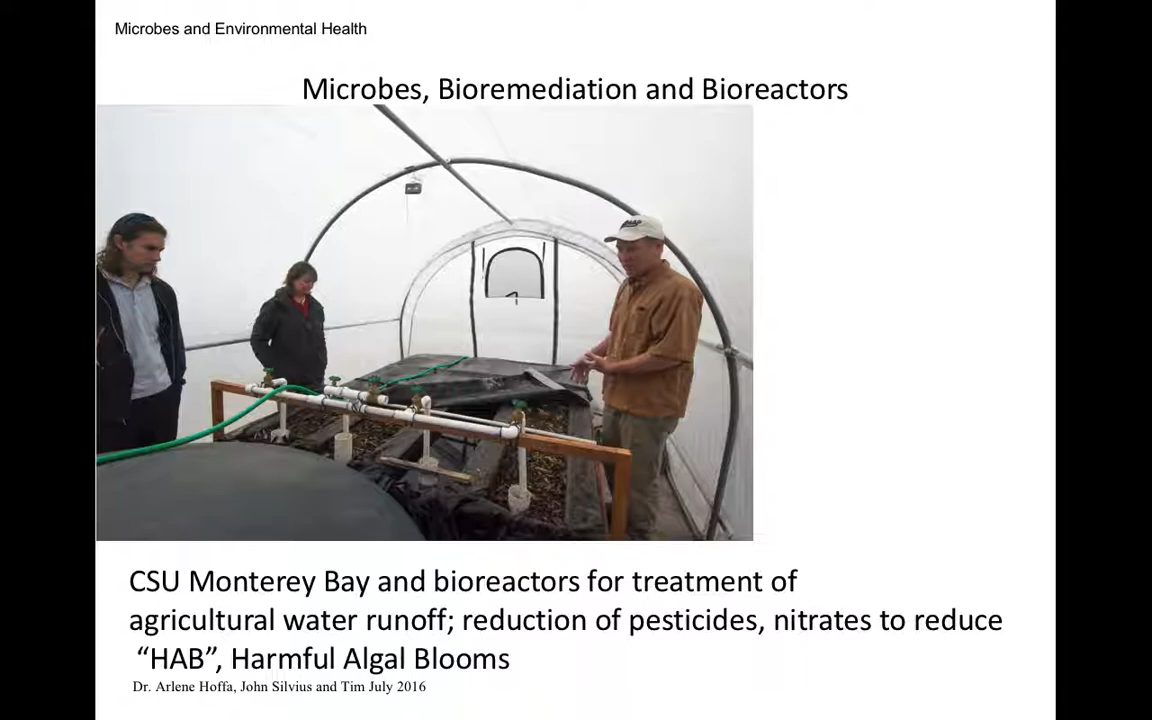 Microbes and Environmental Health
Microbes, Bioremediation and Bioreactors
CSU Monterey Bay and bioreactors for treatment of
agricultural water runoff; reduction of pesticides, nitrates to reduce
“HAB”, Harmful Algal Blooms
Dr. Arlene Hoffa, John Silvius and Tim July 2016